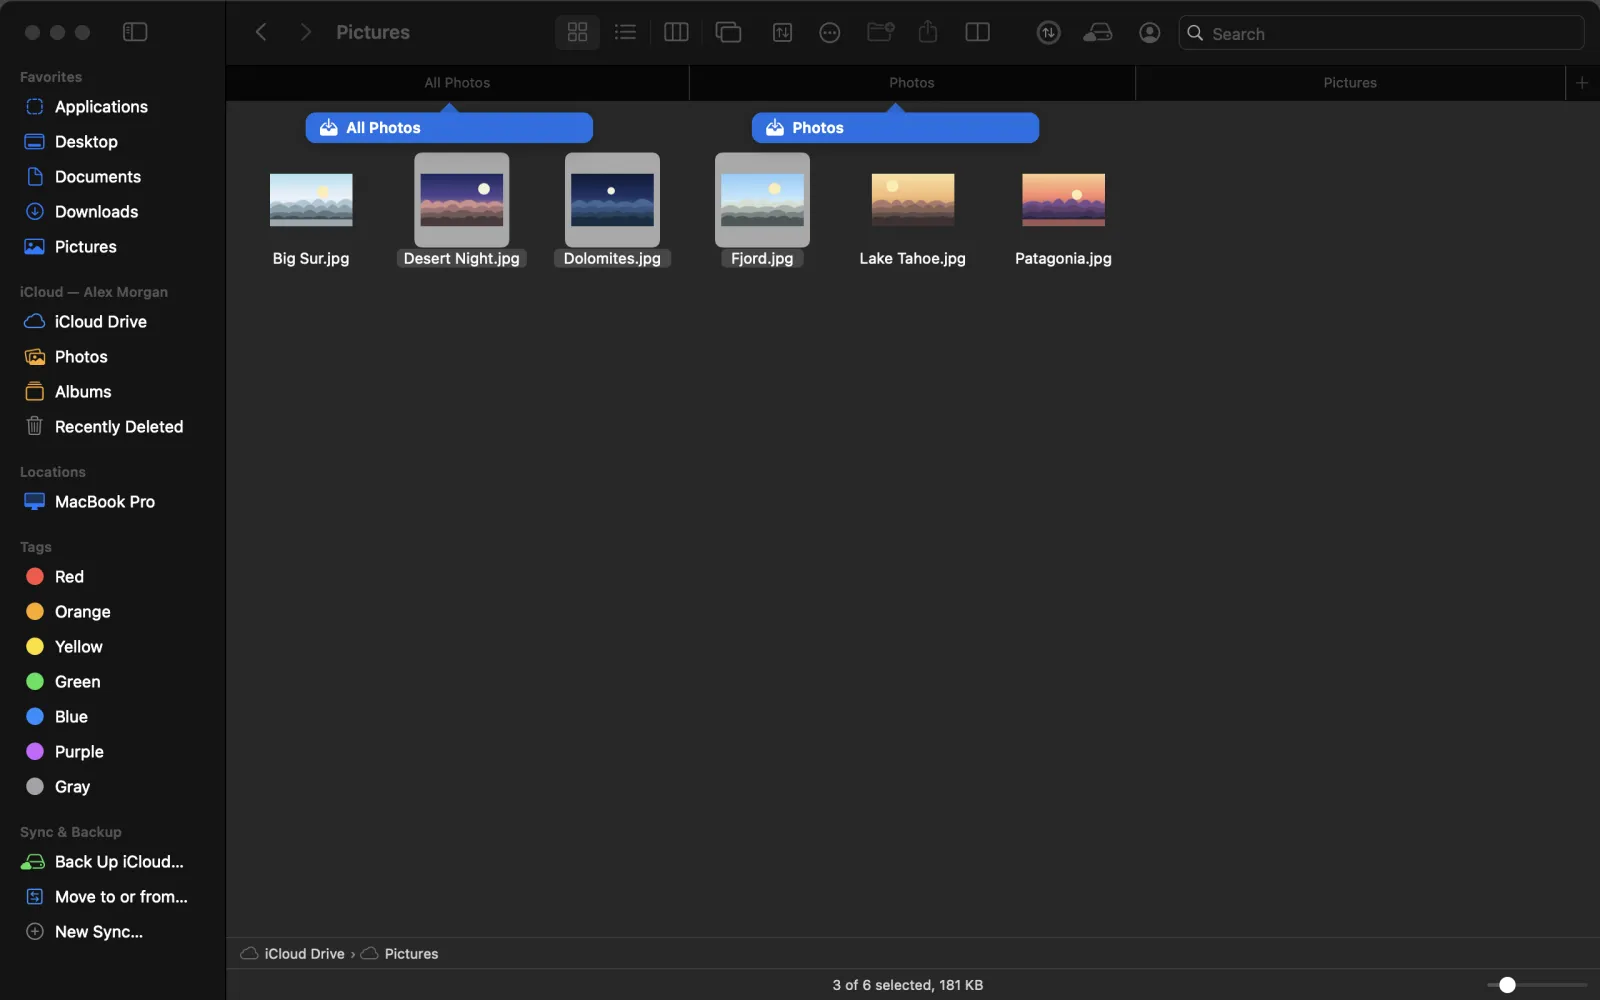 Pictures
Search
All Photos
Photos
Pictures
Favorites
Applications
Desktop
Documents
Downloads
Pictures
iCloud — Alex Morgan
iCloud Drive
Photos
Albums
Recently Deleted
Locations
MacBook Pro
Tags
Red
Orange
Yellow
Green
Blue
Purple
Gray
Sync & Backup
Back Up iCloud...
Move to or from...
New Sync...
All Photos
Photos
Big Sur.jpg
Desert Night.jpg
Dolomites.jpg
Fjord.jpg
Lake Tahoe.jpg
Patagonia.jpg
iCloud Drive › Pictures
3 of 6 selected, 181 KB